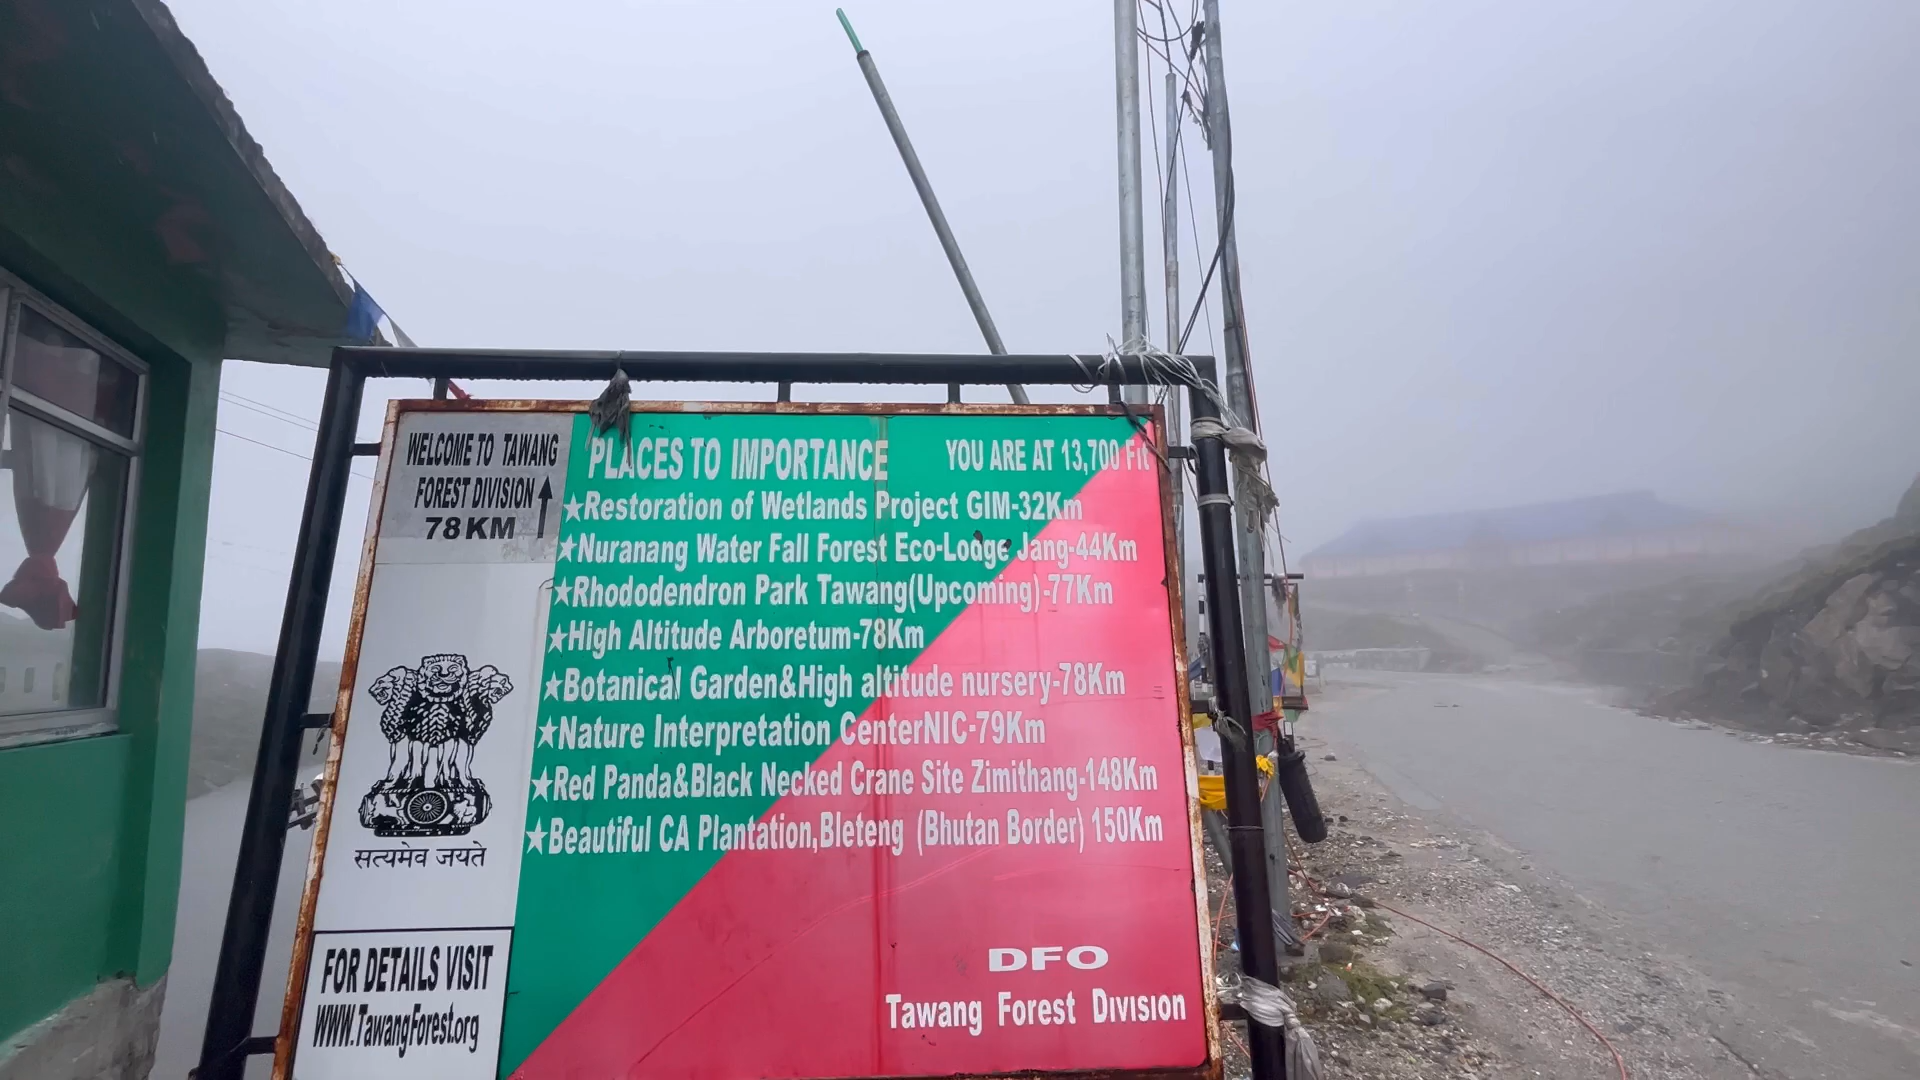 WELCOME TO TAWANG
FOREST DIVISION
78 KM
PLACES TO IMPORTANCE
YOU ARE AT 13,700 Fit
★Restoration of Wetlands Project GIM-32Km
★Nuranang Water Fall Forest Eco-Lodge Jang-44Km
★Rhododendron Park Tawang(Upcoming)-77Km
★High Altitude Arboretum-78Km
★Botanical Garden&High altitude nursery-78Km
★Nature Interpretation CenterNIC-79Km
★Red Panda&Black Necked Crane Site Zimithang-148Km
★Beautiful CA Plantation,Bleteng (Bhutan Border) 150Km
सत्यमेव जयते
FOR DETAILS VISIT
WWW.TawangForest.org
DFO
Tawang Forest Division